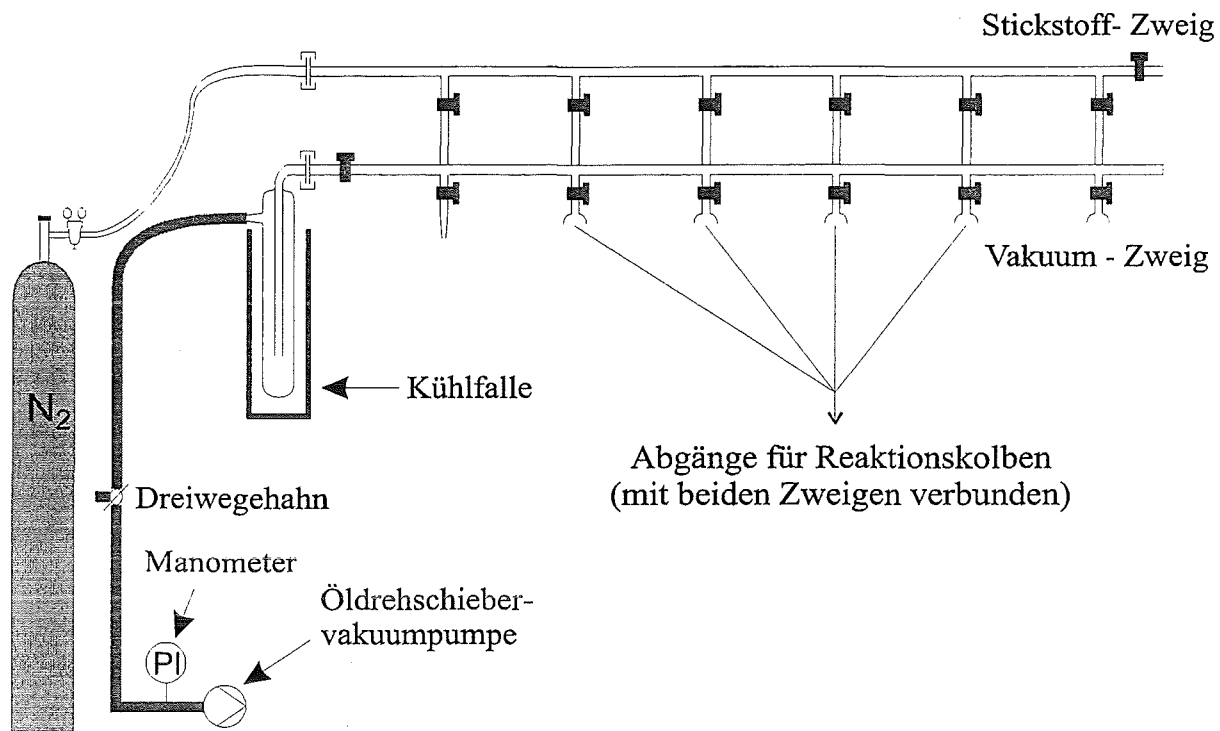 Stickstoff- Zweig
Vakuum - Zweig
Kühlfalle
N2
Abgänge für Reaktionskolben
(mit beiden Zweigen verbunden)
Dreiwegehahn
Manometer
Öldrehschieber-
vakuumpumpe
PI